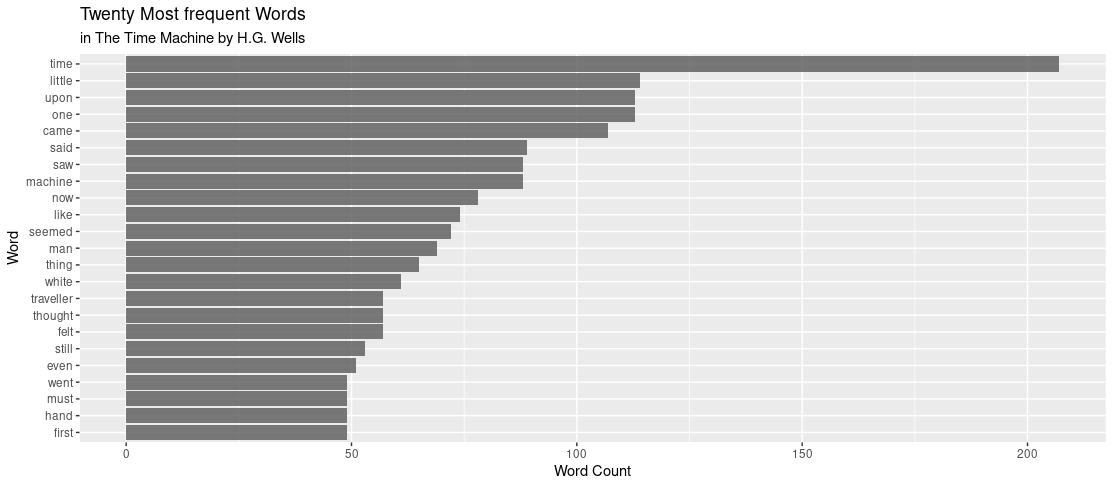 Twenty Most frequent Words
in The Time Machine by H.G. Wells
Word
time
little
upon
one
came
said
saw
machine
now
like
seemed
man
thing
white
traveller
thought
felt
still
even
went
must
hand
first
0 50 100 150 200
Word Count